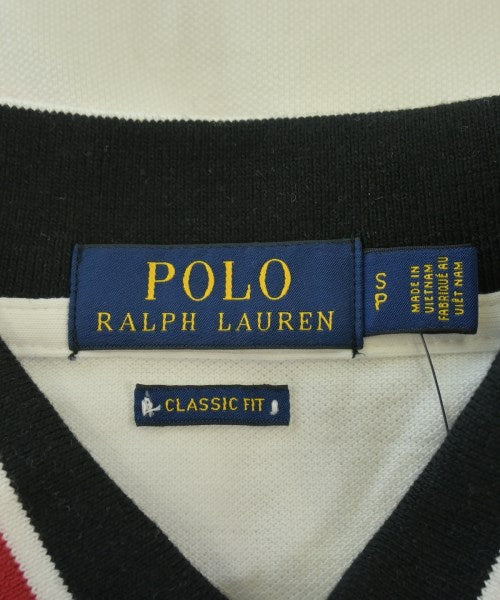 POLO
RALPH LAUREN
S
P
MADE IN
VIETNAM
FABRIQUÉ AU
VIÊT NAM
CLASSIC FIT